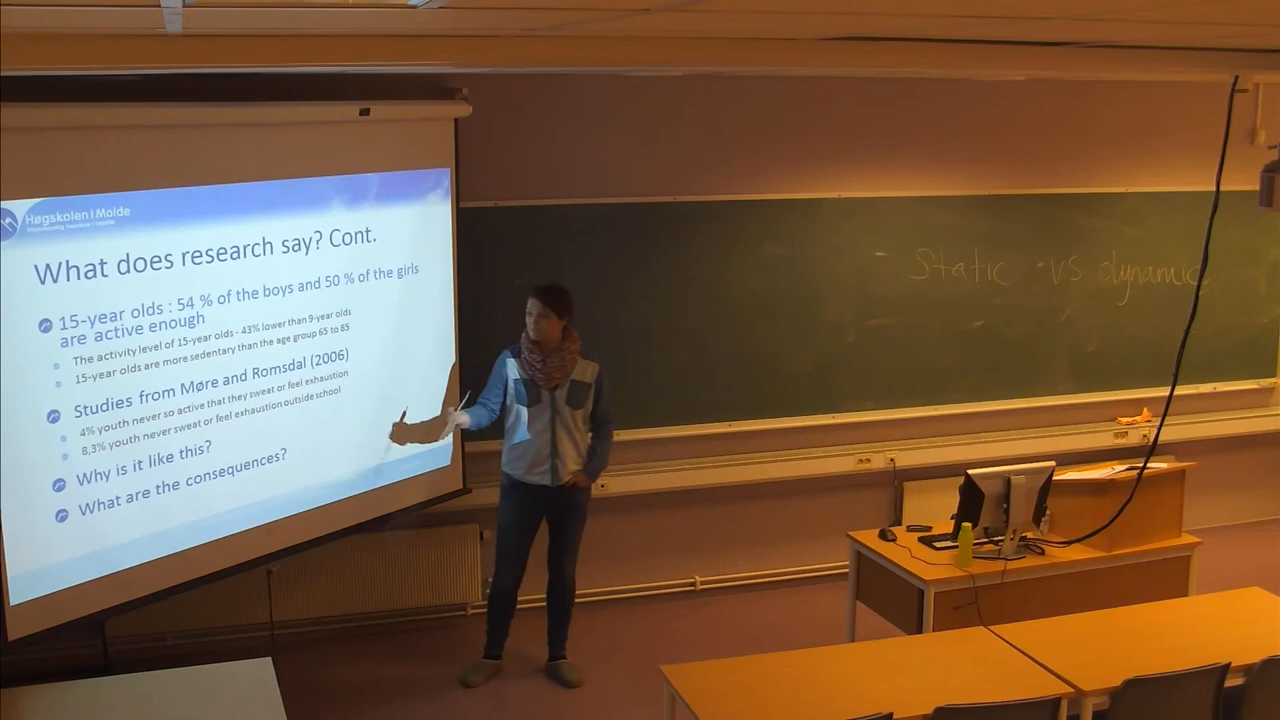 Høgskolen i Molde
What does research say? Cont.
15-year olds : 54 % of the boys and 50 % of the girls
are active enough
The activity level of 15-year olds - 43% lower than 9-year olds
15-year olds are more sedentary than the age group 65 to 85
Studies from Møre and Romsdal (2006)
4% youth never so active that they sweat or feel exhaustion
8,3% youth never sweat or feel exhaustion outside school
Why is it like this?
What are the consequences?
Static vs dynamic